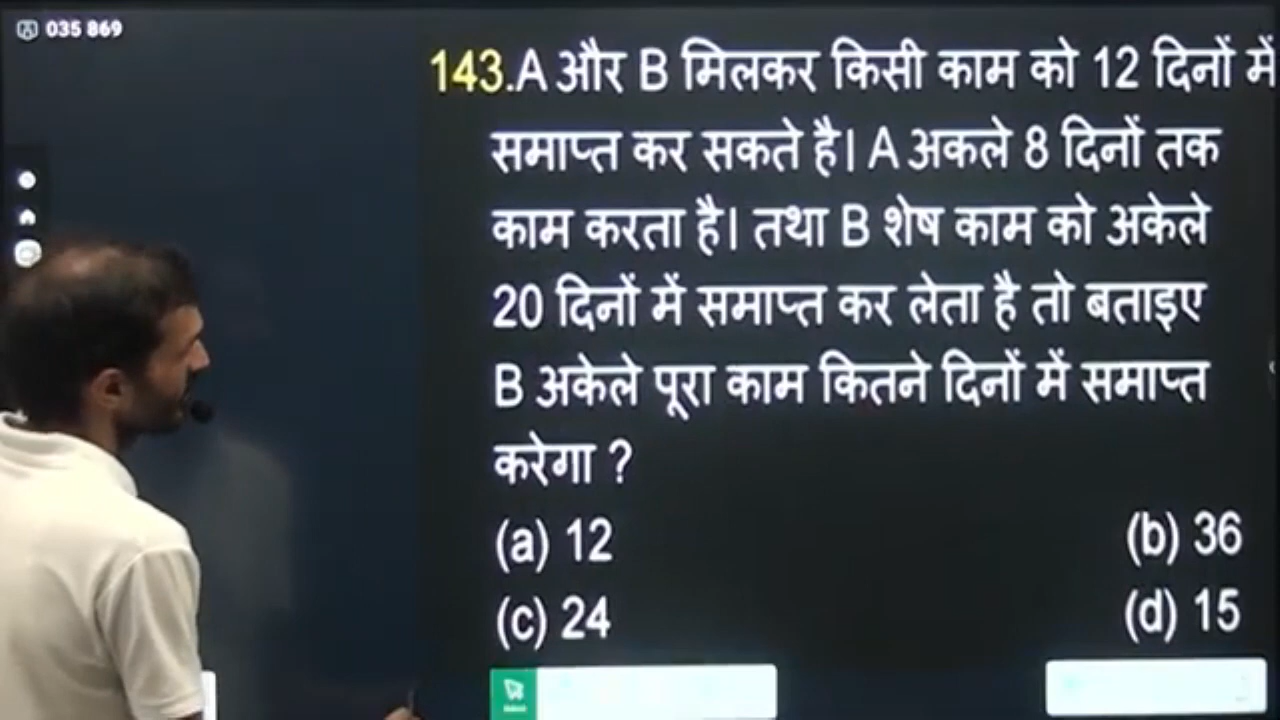 035 869
143.A और B मिलकर किसी काम को 12 दिनों में
समाप्त कर सकते है। A अकले 8 दिनों तक
काम करता है। तथा B शेष काम को अकेले
20 दिनों में समाप्त कर लेता है तो बताइए
B अकेले पूरा काम कितने दिनों में समाप्त
करेगा ?
(a) 12 (b) 36
(c) 24 (d) 15